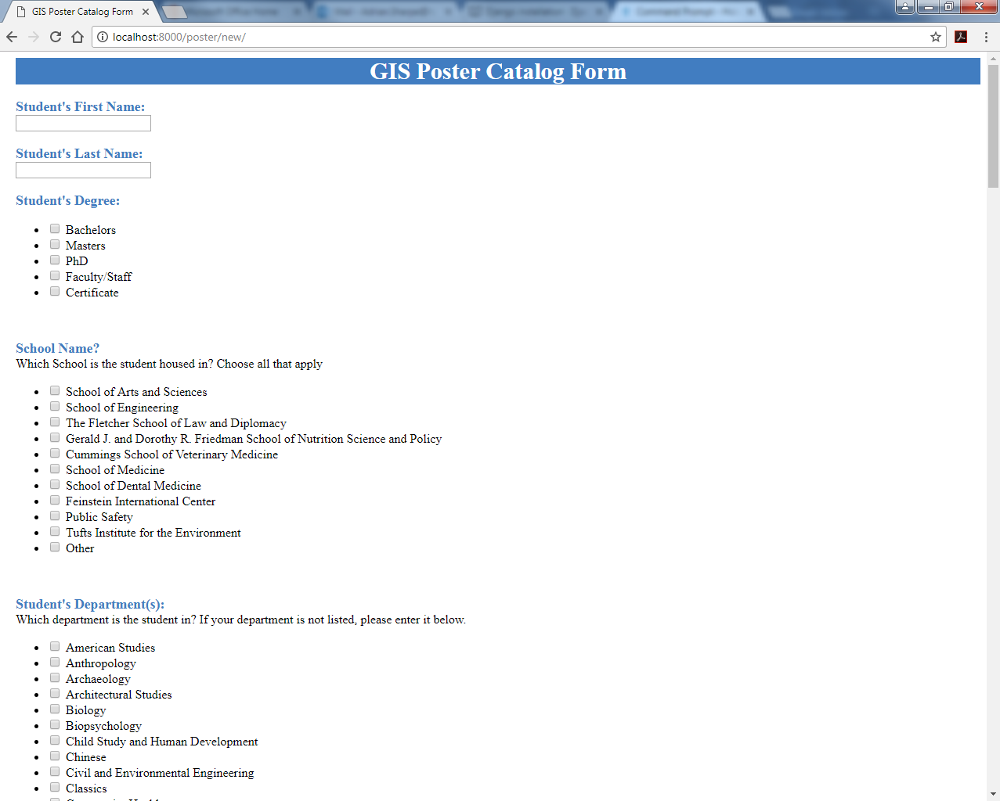 GIS Poster Catalog Form
localhost:8000/poster/new/
GIS Poster Catalog Form
Student's First Name:
Student's Last Name:
Student's Degree:
Bachelors
Masters
PhD
Faculty/Staff
Certificate
School Name?
Which School is the student housed in? Choose all that apply
School of Arts and Sciences
School of Engineering
The Fletcher School of Law and Diplomacy
Gerald J. and Dorothy R. Friedman School of Nutrition Science and Policy
Cummings School of Veterinary Medicine
School of Medicine
School of Dental Medicine
Feinstein International Center
Public Safety
Tufts Institute for the Environment
Other
Student's Department(s):
Which department is the student in? If your department is not listed, please enter it below.
American Studies
Anthropology
Archaeology
Architectural Studies
Biology
Biopsychology
Child Study and Human Development
Chinese
Civil and Environmental Engineering
Classics